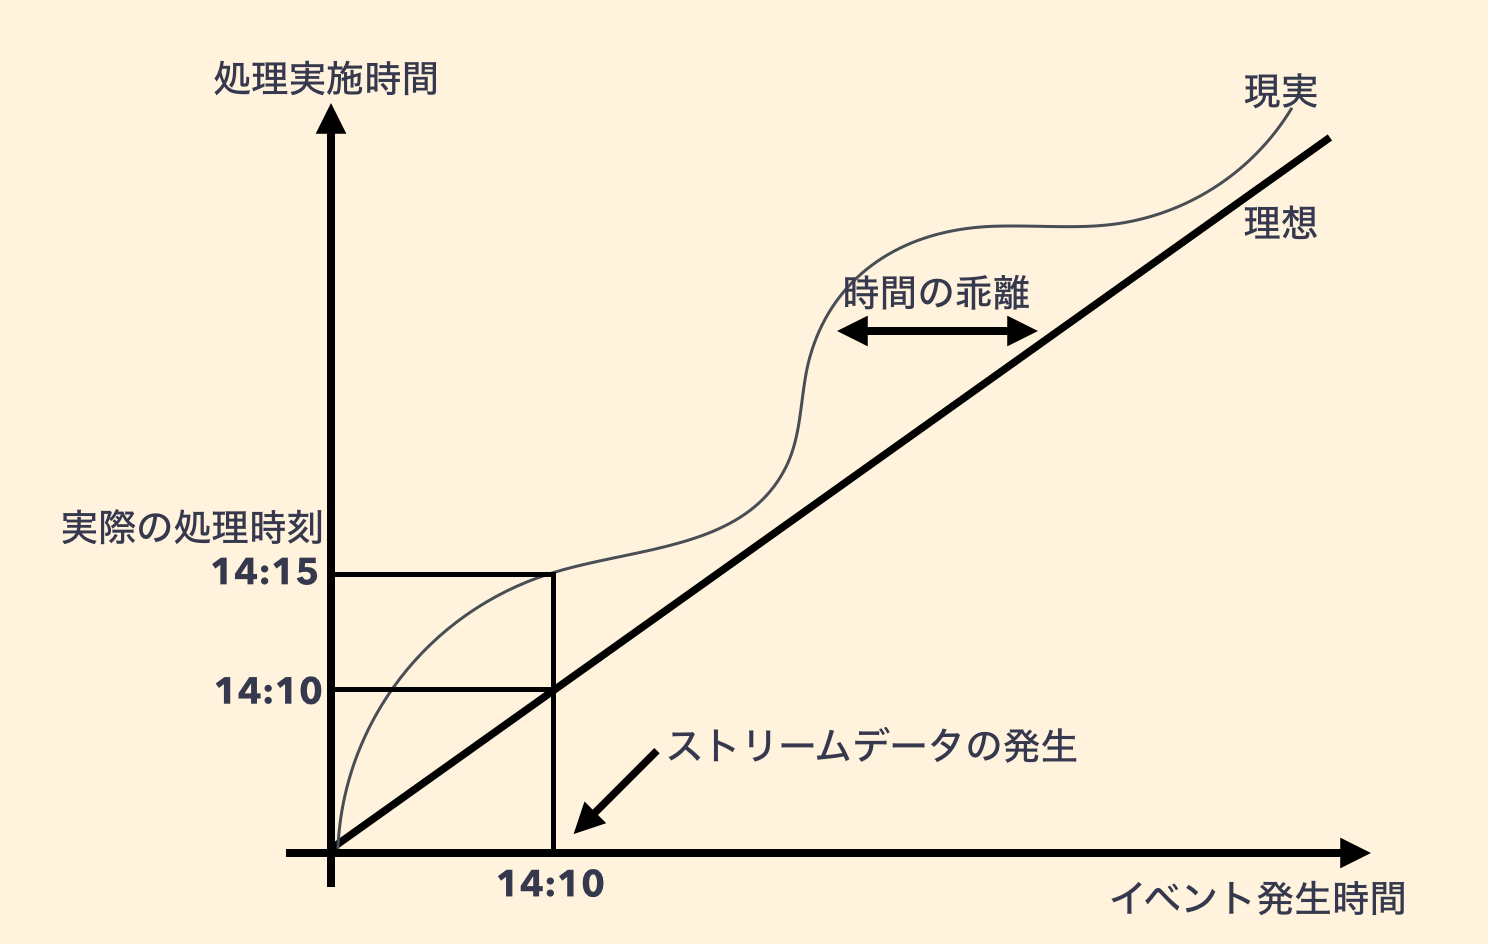 処理実施時間
現実
理想
時間の乖離
実際の処理時刻
14:15
14:10
ストリームデータの発生
14:10
イベント発生時間